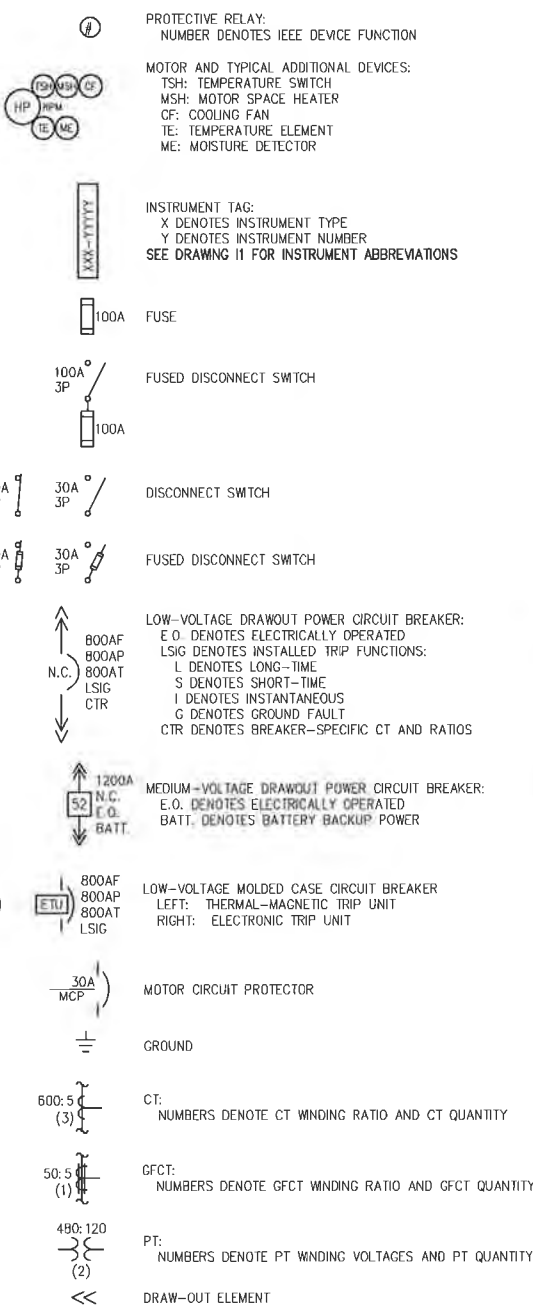 #
PROTECTIVE RELAY:
NUMBER DENOTES IEEE DEVICE FUNCTION
TSH MSH CF
HP RPM
TE ME
MOTOR AND TYPICAL ADDITIONAL DEVICES:
TSH: TEMPERATURE SWITCH
MSH: MOTOR SPACE HEATER
CF: COOLING FAN
TE: TEMPERATURE ELEMENT
ME: MOISTURE DETECTOR
XXX-YYYYY
INSTRUMENT TAG:
X DENOTES INSTRUMENT TYPE
Y DENOTES INSTRUMENT NUMBER
SEE DRAWING I1 FOR INSTRUMENT ABBREVIATIONS
100A FUSE
100A
3P
100A
FUSED DISCONNECT SWITCH
30A
3P
DISCONNECT SWITCH
30A
3P
FUSED DISCONNECT SWITCH
800AF
800AP
N.C. 800AT
LSIG
CTR
LOW-VOLTAGE DRAWOUT POWER CIRCUIT BREAKER:
E.O. DENOTES ELECTRICALLY OPERATED
LSIG DENOTES INSTALLED TRIP FUNCTIONS:
L DENOTES LONG-TIME
S DENOTES SHORT-TIME
I DENOTES INSTANTANEOUS
G DENOTES GROUND FAULT
CTR DENOTES BREAKER-SPECIFIC CT AND RATIOS
1200A
52 N.C.
E.O.
BATT.
MEDIUM-VOLTAGE DRAWOUT POWER CIRCUIT BREAKER:
E.O. DENOTES ELECTRICALLY OPERATED
BATT. DENOTES BATTERY BACKUP POWER
800AF
ETU 800AP
800AT
LSIG
LOW-VOLTAGE MOLDED CASE CIRCUIT BREAKER
LEFT: THERMAL-MAGNETIC TRIP UNIT
RIGHT: ELECTRONIC TRIP UNIT
30A
MCP
MOTOR CIRCUIT PROTECTOR
GROUND
600:5
(3)
CT:
NUMBERS DENOTE CT WINDING RATIO AND CT QUANTITY
50:5
(1)
GFCT:
NUMBERS DENOTE GFCT WINDING RATIO AND GFCT QUANTITY
480:120
(2)
PT:
NUMBERS DENOTE PT WINDING VOLTAGES AND PT QUANTITY
DRAW-OUT ELEMENT